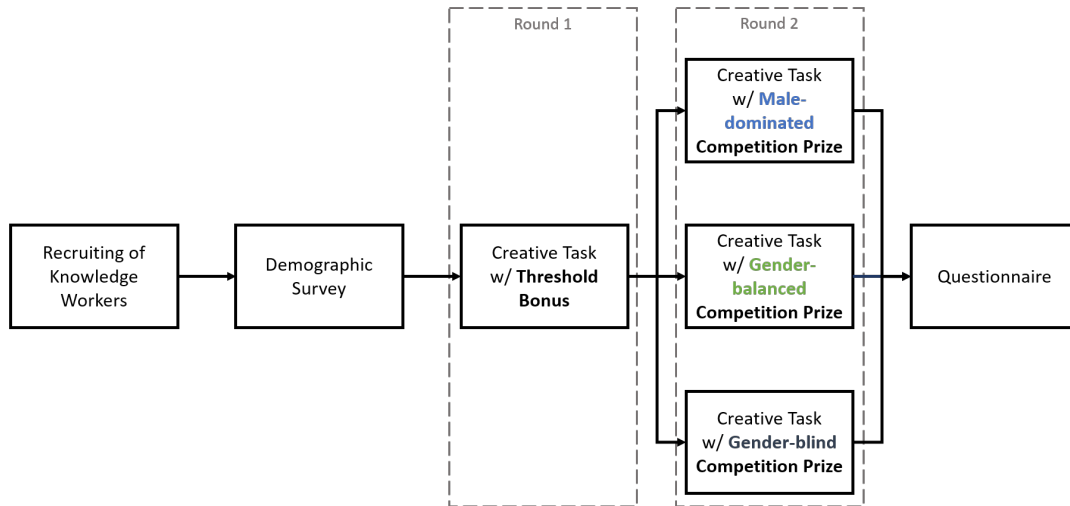 Round 1
Round 2
Recruiting of
Knowledge
Workers
Demographic
Survey
Creative Task
w/ Threshold
Bonus
Creative Task
w/ Male-
dominated
Competition Prize
Creative Task
w/ Gender-
balanced
Competition Prize
Creative Task
w/ Gender-blind
Competition Prize
Questionnaire